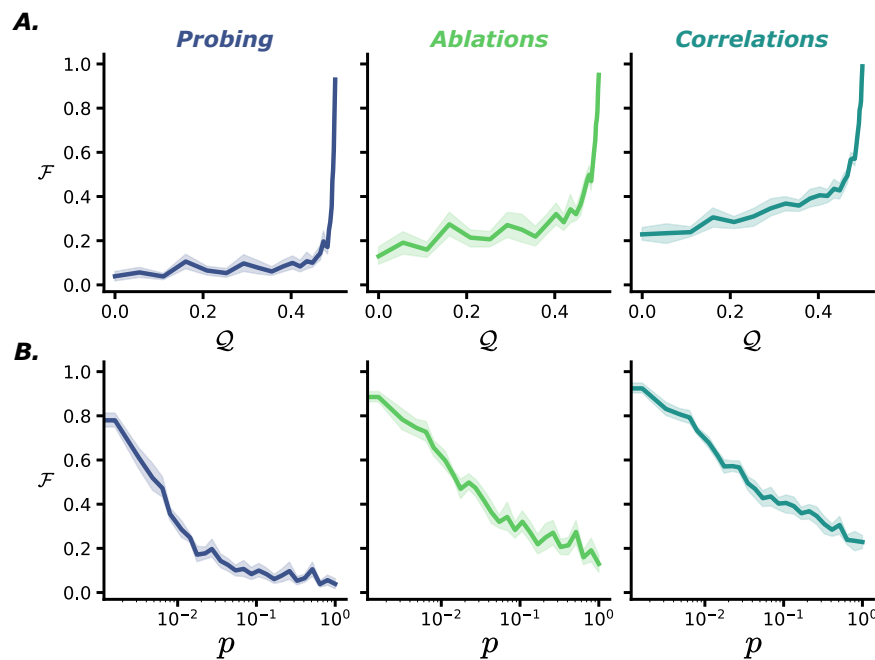 A.
Probing Ablations Correlations
1.0
0.8
0.6
ℱ
0.4
0.2
0.0
0.0 0.2 0.4 0.0 0.2 0.4 0.0 0.2 0.4
𝒬 𝒬 𝒬
B.
1.0
0.8
0.6
ℱ
0.4
0.2
0.0
10⁻² 10⁻¹ 10⁰ 10⁻² 10⁻¹ 10⁰ 10⁻² 10⁻¹ 10⁰
p p p